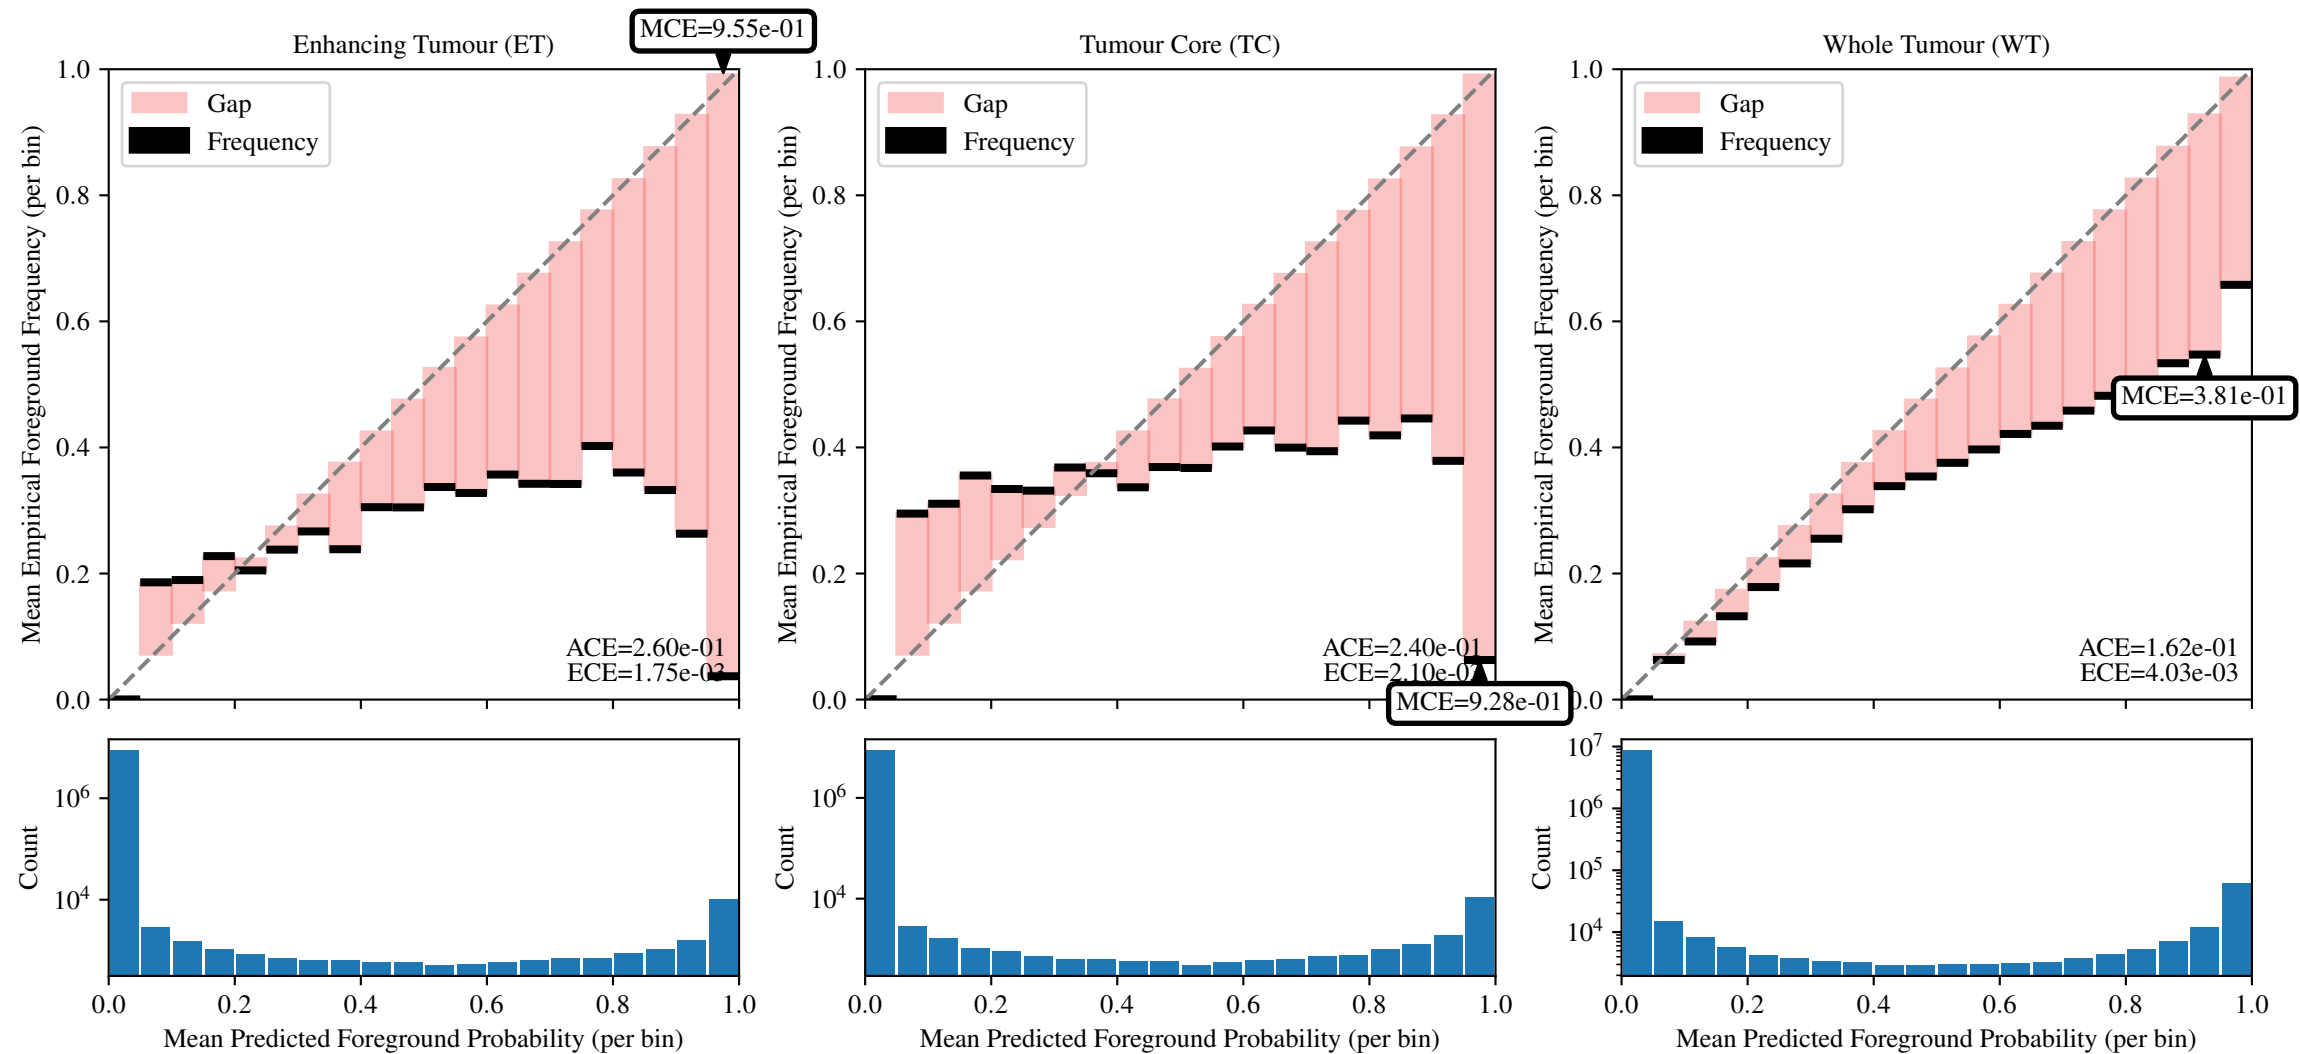 Enhancing Tumour (ET)
MCE=9.55e-01
Gap
Frequency
Mean Empirical Foreground Frequency (per bin)
1.0
0.8
0.6
0.4
0.2
0.0
ACE=2.60e-01
ECE=1.75e-03
Count
10^6
10^4
0.0 0.2 0.4 0.6 0.8 1.0
Mean Predicted Foreground Probability (per bin)
Tumour Core (TC)
Gap
Frequency
Mean Empirical Foreground Frequency (per bin)
1.0
0.8
0.6
0.4
0.2
0.0
ACE=2.40e-01
ECE=2.10e-03
MCE=9.28e-01
Count
10^6
10^4
0.0 0.2 0.4 0.6 0.8 1.0
Mean Predicted Foreground Probability (per bin)
Whole Tumour (WT)
Gap
Frequency
Mean Empirical Foreground Frequency (per bin)
1.0
0.8
0.6
0.4
0.2
0.0
MCE=3.81e-01
ACE=1.62e-01
ECE=4.03e-03
Count
10^7
10^6
10^5
10^4
0.0 0.2 0.4 0.6 0.8 1.0
Mean Predicted Foreground Probability (per bin)